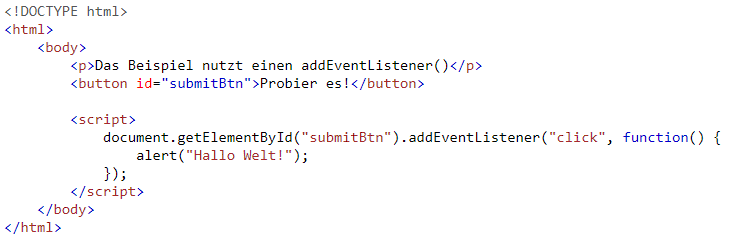 <!DOCTYPE html>
<html>
    <body>
        <p>Das Beispiel nutzt einen addEventListener()</p>
        <button id="submitBtn">Probier es!</button>

        <script>
            document.getElementById("submitBtn").addEventListener("click", function() {
                alert("Hallo Welt!");
            });
        </script>
    </body>
</html>